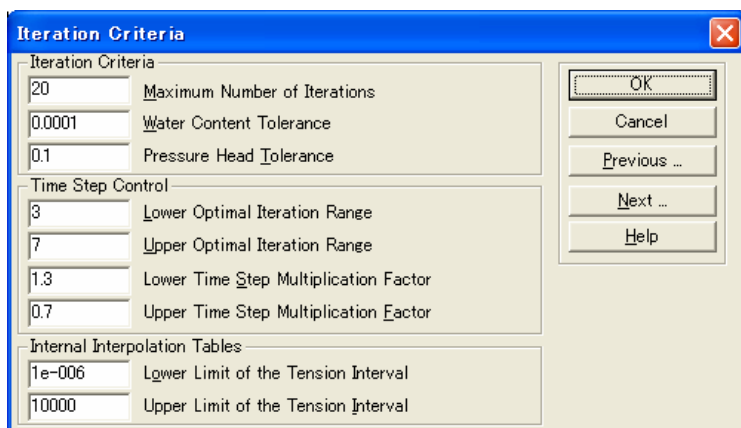 Iteration Criteria
Iteration Criteria
20 Maximum Number of Iterations
0.0001 Water Content Tolerance
0.1 Pressure Head Tolerance
Time Step Control
3 Lower Optimal Iteration Range
7 Upper Optimal Iteration Range
1.3 Lower Time Step Multiplication Factor
0.7 Upper Time Step Multiplication Factor
Internal Interpolation Tables
1e-006 Lower Limit of the Tension Interval
10000 Upper Limit of the Tension Interval
OK
Cancel
Previous ...
Next ...
Help